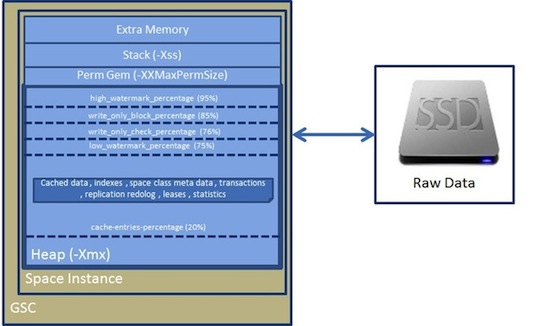 Extra Memory
Stack (-Xss)
Perm Gem (-XXMaxPermSize)
high_watermark_percentage (95%)
write_only_block_percentage (85%)
write_only_check_percentage (76%)
low_watermark_percentage (75%)
Cached data , indexes , space class meta data , transactions
, replication redolog , leases , statistics
cache-entries-percentage (20%)
Heap (-Xmx)
Space Instance
GSC
SSD
Raw Data